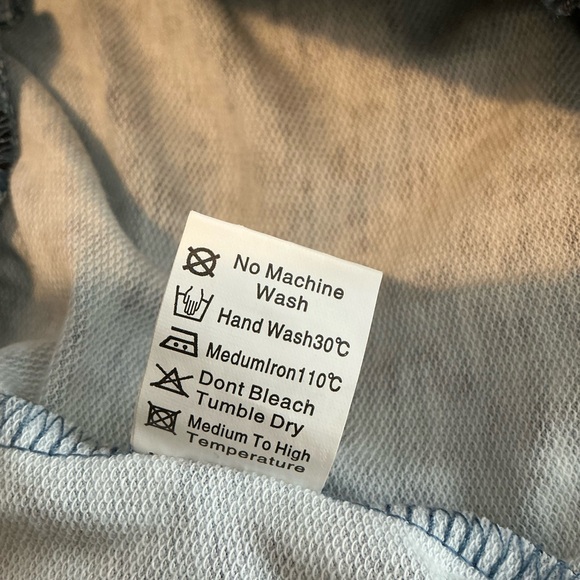 No Machine
Wash
Hand Wash30℃
MedumIron110℃
Dont Bleach
Tumble Dry
Medium To High
Temperature